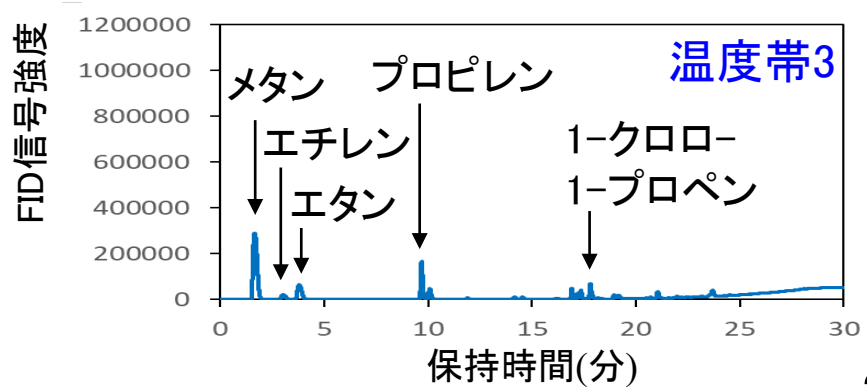 FID信号強度
1200000
1000000
800000
600000
400000
200000
0
温度帯3
メタン
エチレン
エタン
プロピレン
1-クロロ-
1-プロペン
0 5 10 15 20 25 30
保持時間(分)